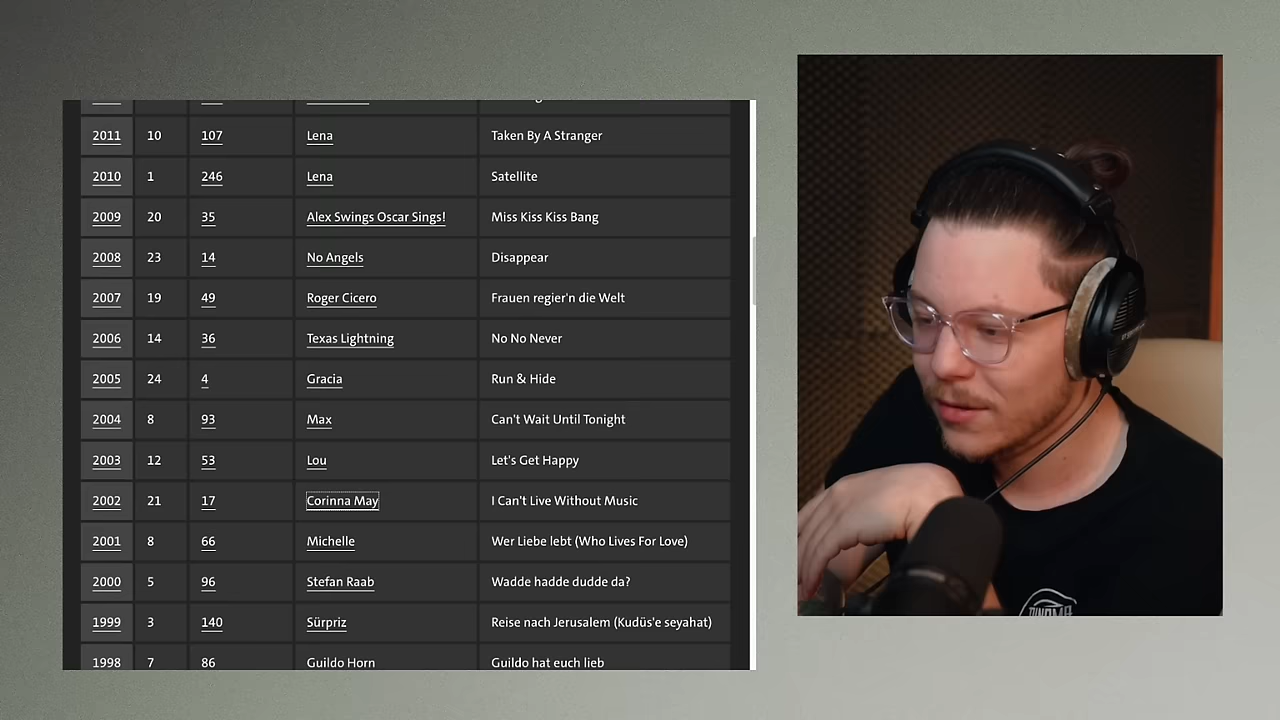 2011 10 107 Lena Taken By A Stranger
2010 1 246 Lena Satellite
2009 20 35 Alex Swings Oscar Sings! Miss Kiss Kiss Bang
2008 23 14 No Angels Disappear
2007 19 49 Roger Cicero Frauen regier'n die Welt
2006 14 36 Texas Lightning No No Never
2005 24 4 Gracia Run & Hide
2004 8 93 Max Can't Wait Until Tonight
2003 12 53 Lou Let's Get Happy
2002 21 17 Corinna May I Can't Live Without Music
2001 8 66 Michelle Wer Liebe lebt (Who Lives For Love)
2000 5 96 Stefan Raab Wadde hadde dudde da?
1999 3 140 Sürpriz Reise nach Jerusalem (Kudüs'e seyahat)
1998 7 86 Guildo Horn Guildo hat euch lieb